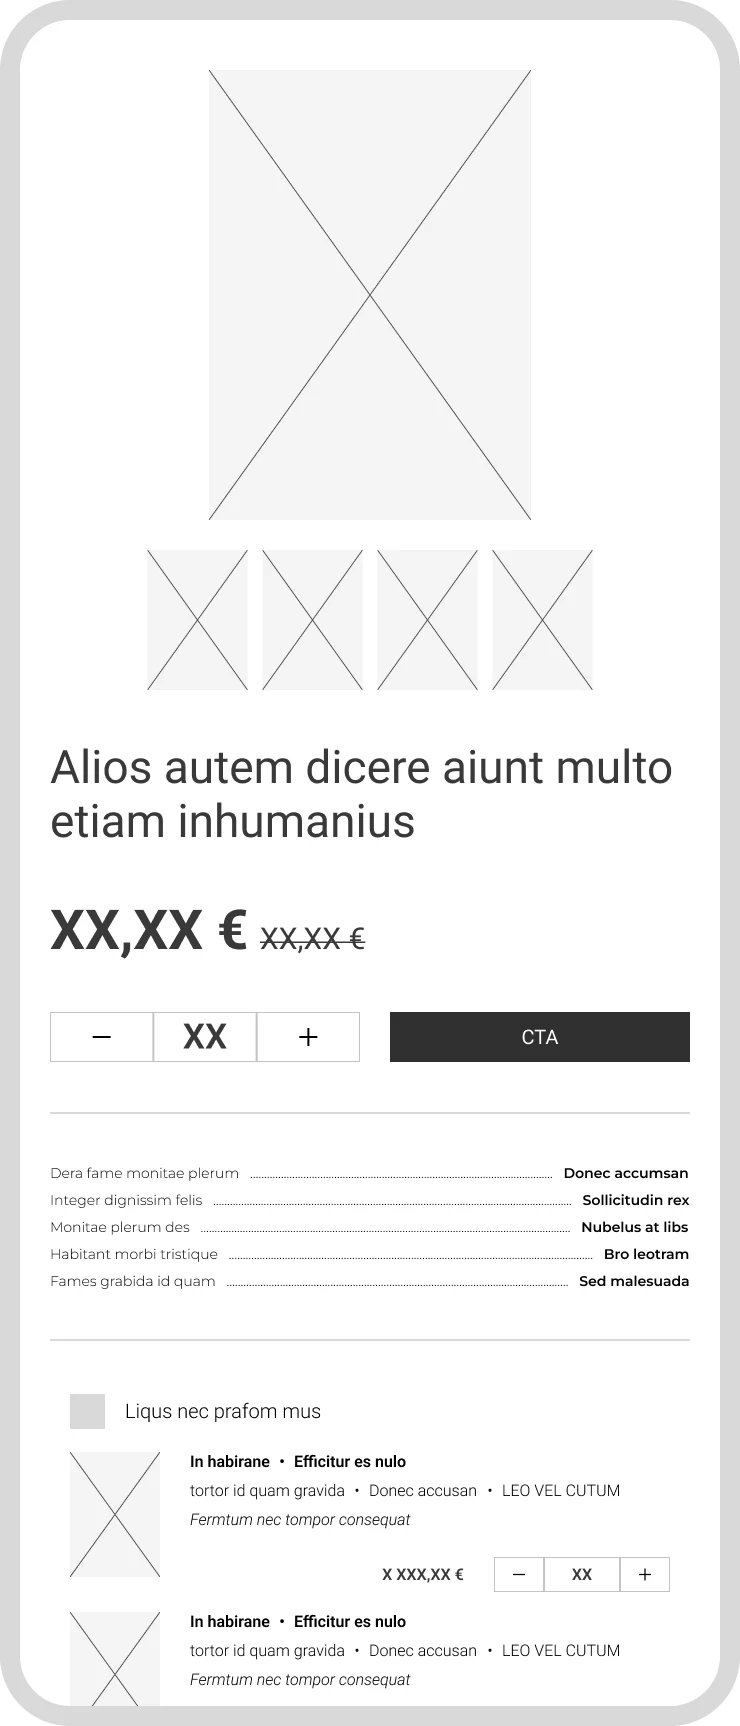 Alios autem dicere aiunt multo
etiam inhumanius
XX,XX € XX,XX €
− XX + CTA
Dera fame monitae plerum Donec accumsan
Integer dignissim felis Sollicitudin rex
Monitae plerum des Nubelus at libs
Habitant morbi tristique Bro leotram
Fames grabida id quam Sed malesuada
Liqus nec prafom mus
In habirane • Efficitur es nulo
tortor id quam gravida • Donec accusan • LEO VEL CUTUM
Fermtum nec tompor consequat
X XXX,XX € − XX +
In habirane • Efficitur es nulo
tortor id quam gravida • Donec accusan • LEO VEL CUTUM
Fermtum nec tompor consequat